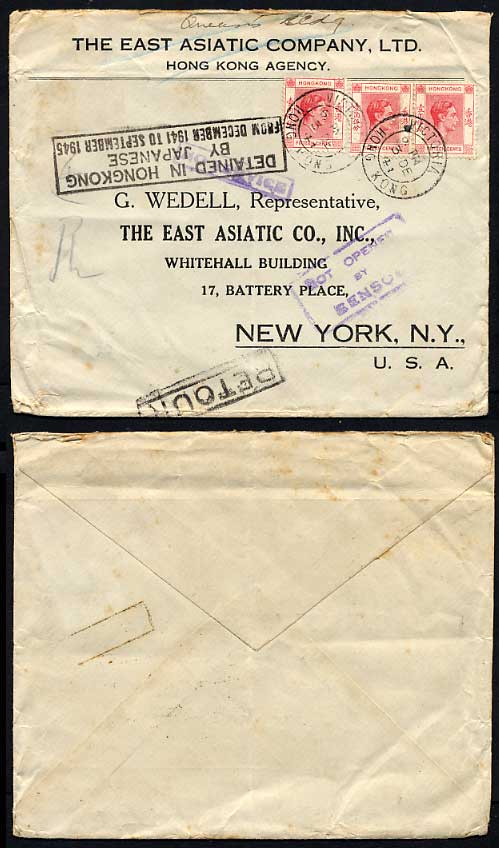 THE EAST ASIATIC COMPANY, LTD.
HONG KONG AGENCY.
HONGKONG HONGKONG HONGKONG
VICTORIA
HONG KONG
DETAINED IN HONGKONG
BY JAPANESE
FROM DECEMBER 1941 TO SEPTEMBER 1945
G. WEDELL, Representative,
THE EAST ASIATIC CO., INC.,
WHITEHALL BUILDING
17, BATTERY PLACE,
NEW YORK, N.Y.,
U. S. A.
NOT OPENED
BY
RETOUR